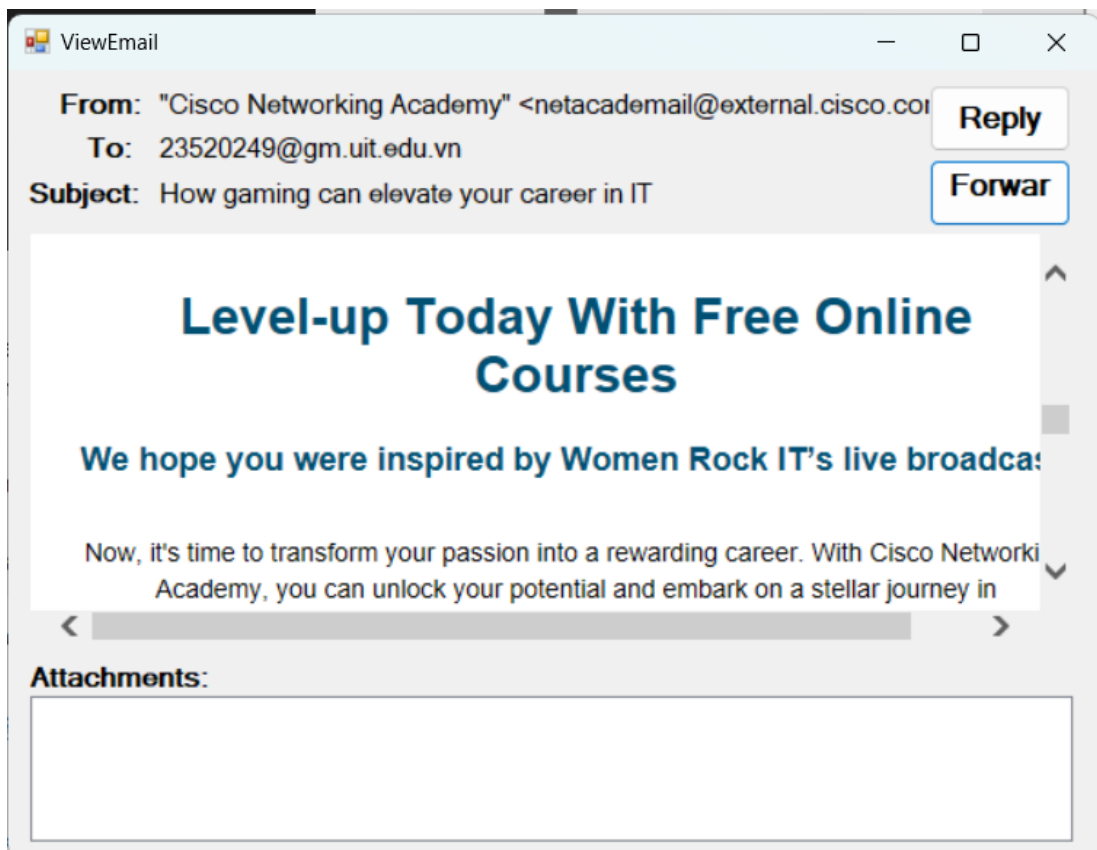 ViewEmail
From: "Cisco Networking Academy" <netacademail@external.cisco.cor
Reply
To: 23520249@gm.uit.edu.vn
Subject: How gaming can elevate your career in IT
Forwar
Level-up Today With Free Online
Courses
We hope you were inspired by Women Rock IT’s live broadcas
Now, it's time to transform your passion into a rewarding career. With Cisco Networki
Academy, you can unlock your potential and embark on a stellar journey in
Attachments: